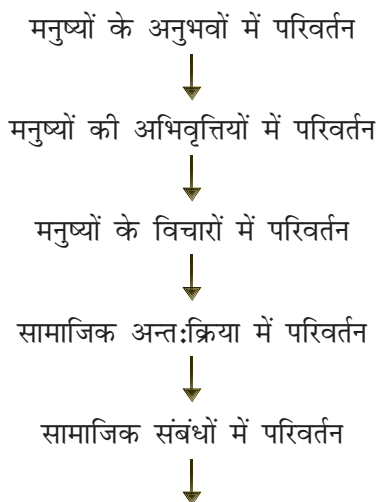 मनुष्यों के अनुभवों में परिवर्तन
मनुष्यों की अभिवृत्तियों में परिवर्तन
मनुष्यों के विचारों में परिवर्तन
सामाजिक अन्त:क्रिया में परिवर्तन
सामाजिक संबंधों में परिवर्तन